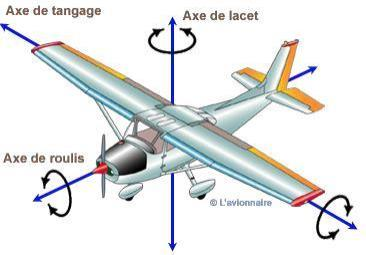 Axe de tangage
Axe de lacet
Axe de roulis
© L'avionnaire